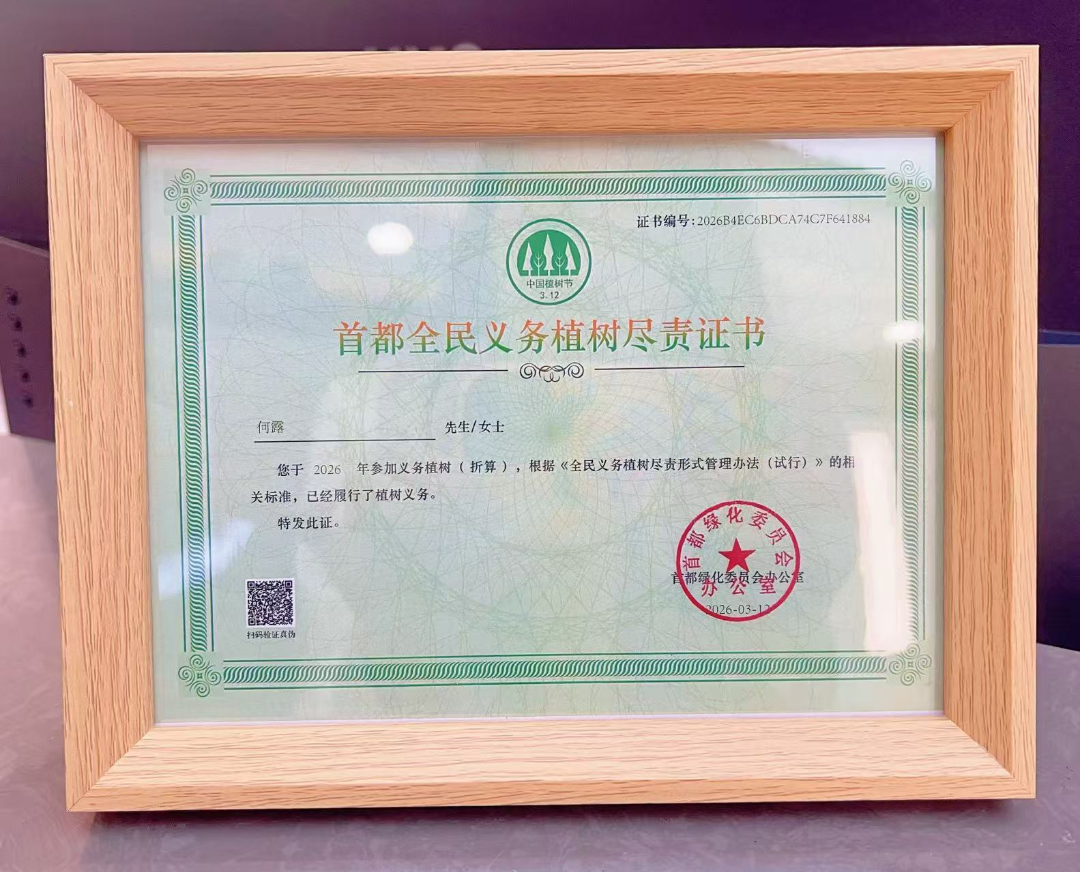 证书编号:2026B4EC6BDCA74C7F641884
中国植树节
3.12
首都全民义务植树尽责证书
何露 先生/女士
您于 2026 年参加义务植树（折算），根据《全民义务植树尽责形式管理办法（试行）》的相
关标准，已经履行了植树义务。
特发此证。
首都绿化委员会
首都绿化委员会办公室
办公室
2026-03-12
扫码验证真伪